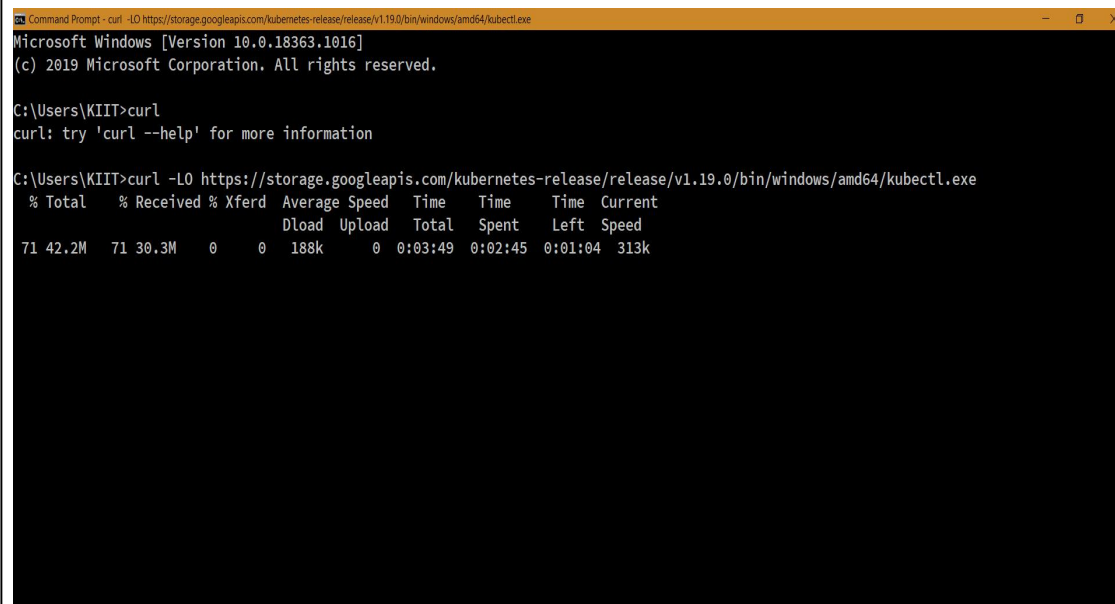 Command Prompt - curl -LO https://storage.googleapis.com/kubernetes-release/release/v1.19.0/bin/windows/amd64/kubectl.exe
Microsoft Windows [Version 10.0.18363.1016]
(c) 2019 Microsoft Corporation. All rights reserved.
C:\Users\KIIT>curl
curl: try 'curl --help' for more information
C:\Users\KIIT>curl -LO https://storage.googleapis.com/kubernetes-release/release/v1.19.0/bin/windows/amd64/kubectl.exe
% Total % Received % Xferd Average Speed Time Time Time Current
Dload Upload Total Spent Left Speed
71 42.2M 71 30.3M 0 0 188k 0 0:03:49 0:02:45 0:01:04 313k